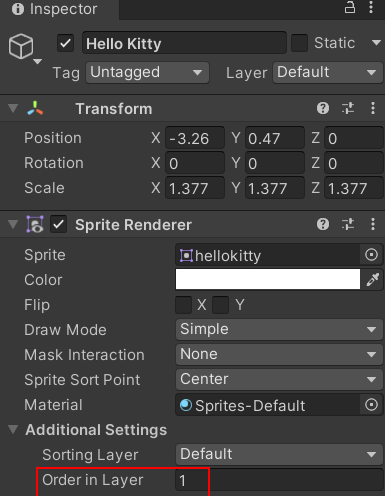 Inspector
Hello Kitty Static
Tag Untagged Layer Default
Transform
Position X -3.26 Y 0.47 Z 0
Rotation X 0 Y 0 Z 0
Scale X 1.377 Y 1.377 Z 1.377
Sprite Renderer
Sprite hellokitty
Color
Flip X Y
Draw Mode Simple
Mask Interaction None
Sprite Sort Point Center
Material Sprites-Default
Additional Settings
Sorting Layer Default
Order in Layer 1